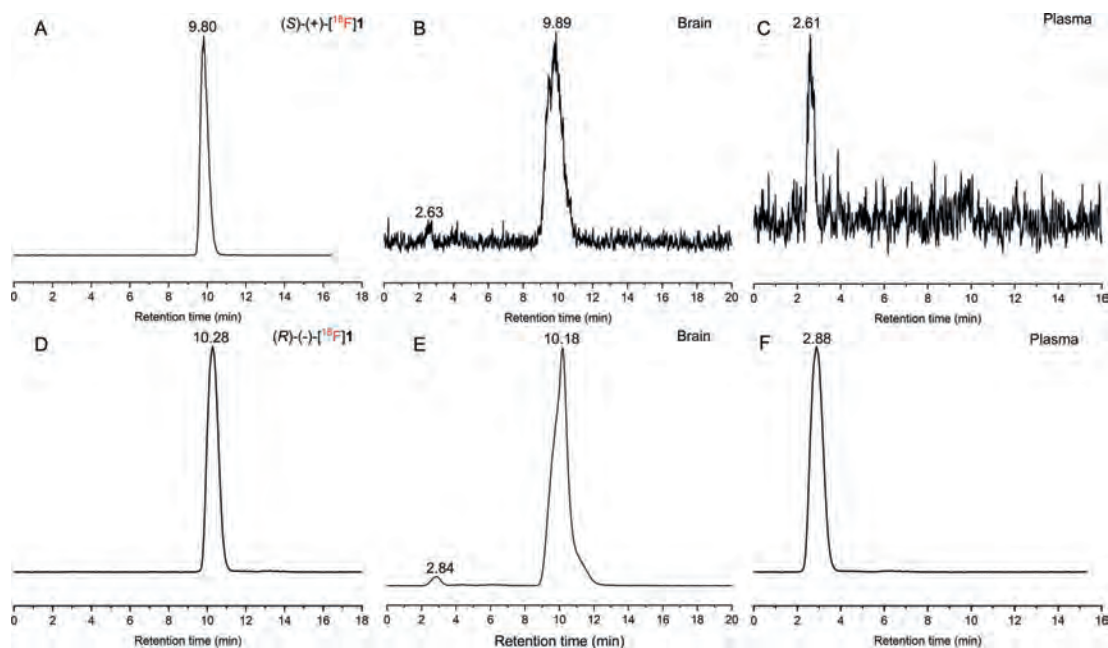 A
9.80
(S)-(+)-[18F]1
B
9.89
Brain
2.63
C
2.61
Plasma
0 2 4 6 8 10 12 14 16 18
Retention time (min)
0 2 4 6 8 10 12 14 16 18 20
Retention time (min)
0 2 4 6 8 10 12 14 16
Retention time (min)
D
10.28
(R)-(-)-[18F]1
E
10.18
Brain
2.84
F
2.88
Plasma
0 2 4 6 8 10 12 14 16 18
Retention time (min)
0 2 4 6 8 10 12 14 16 18 20
Retention time (min)
0 2 4 6 8 10 12 14 16
Retention time (min)